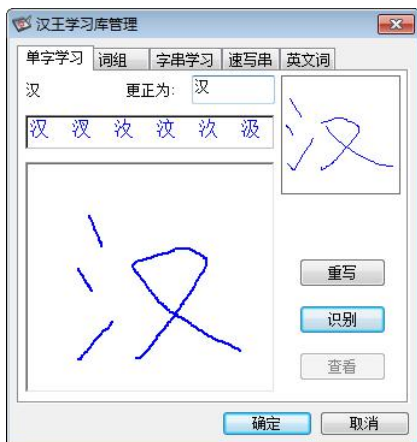 汉王学习库管理
单字学习 词组 字串学习 速写串 英文词
汉 更正为: 汉
汊 汉 汝 汶 汣 汲
汉
汉
重写
识别
查看
确定 取消